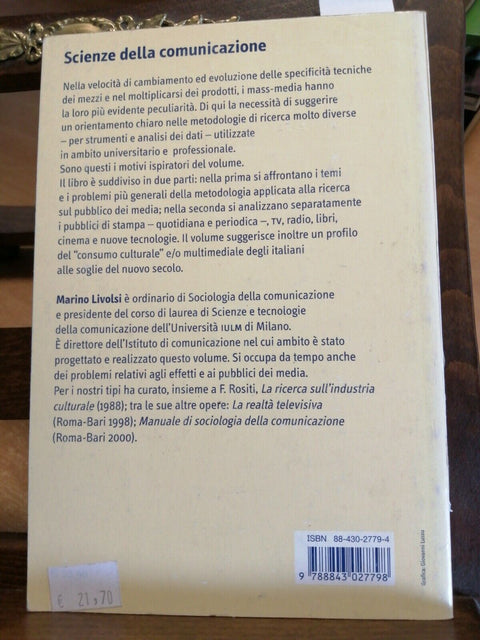 Scienze della comunicazione
Nella velocità di cambiamento ed evoluzione delle specificità tecniche
dei mezzi e nel moltiplicarsi dei prodotti, i mass-media hanno
la loro più evidente peculiarità. Di qui la necessità di suggerire
un orientamento chiaro nelle metodologie di ricerca molto diverse
– per strumenti e analisi dei dati – utilizzate
in ambito universitario e professionale.
Sono questi i motivi ispiratori del volume.
Il libro è suddiviso in due parti: nella prima si affrontano i temi
e i problemi più generali della metodologia applicata alla ricerca
sul pubblico dei media; nella seconda si analizzano separatamente
i pubblici di stampa – quotidiana e periodica –, TV, radio, libri,
cinema e nuove tecnologie. Il volume suggerisce inoltre un profilo
del "consumo culturale" e/o multimediale degli italiani
alle soglie del nuovo secolo.
Marino Livolsi è ordinario di Sociologia della comunicazione
e presidente del corso di laurea di Scienze e tecnologie
della comunicazione dell'Università IULM di Milano.
È direttore dell'Istituto di comunicazione nel cui ambito è stato
progettato e realizzato questo volume. Si occupa da tempo anche
dei problemi relativi agli effetti e ai pubblici dei media.
Per i nostri tipi ha curato, insieme a F. Rositi, La ricerca sull'industria
culturale (1988); tra le sue altre opere: La realtà televisiva
(Roma-Bari 1998); Manuale di sociologia della comunicazione
(Roma-Bari 2000).
ISBN 88-430-2779-4
9 788843 027798
Grafica: Giovanni Lussu
€ 21,70